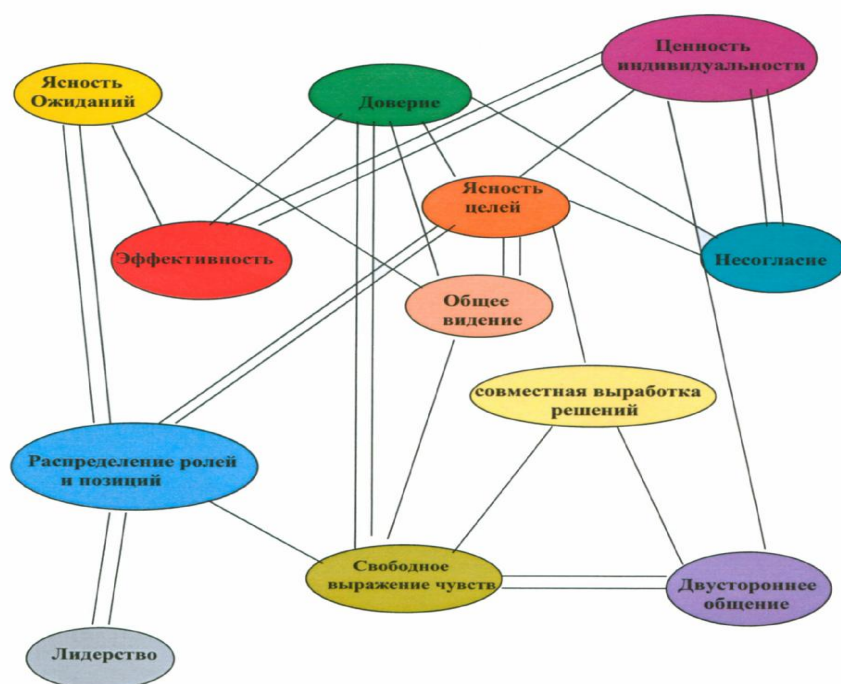 Ценность
индивидуальности
Ясность
Ожиданий
Доверие
Ясность
целей
Эффективность
Несогласие
Общее
видение
совместная выработка
решений
Распределение ролей
и позиций
Свободное
выражение чувств
Двустороннее
общение
Лидерство